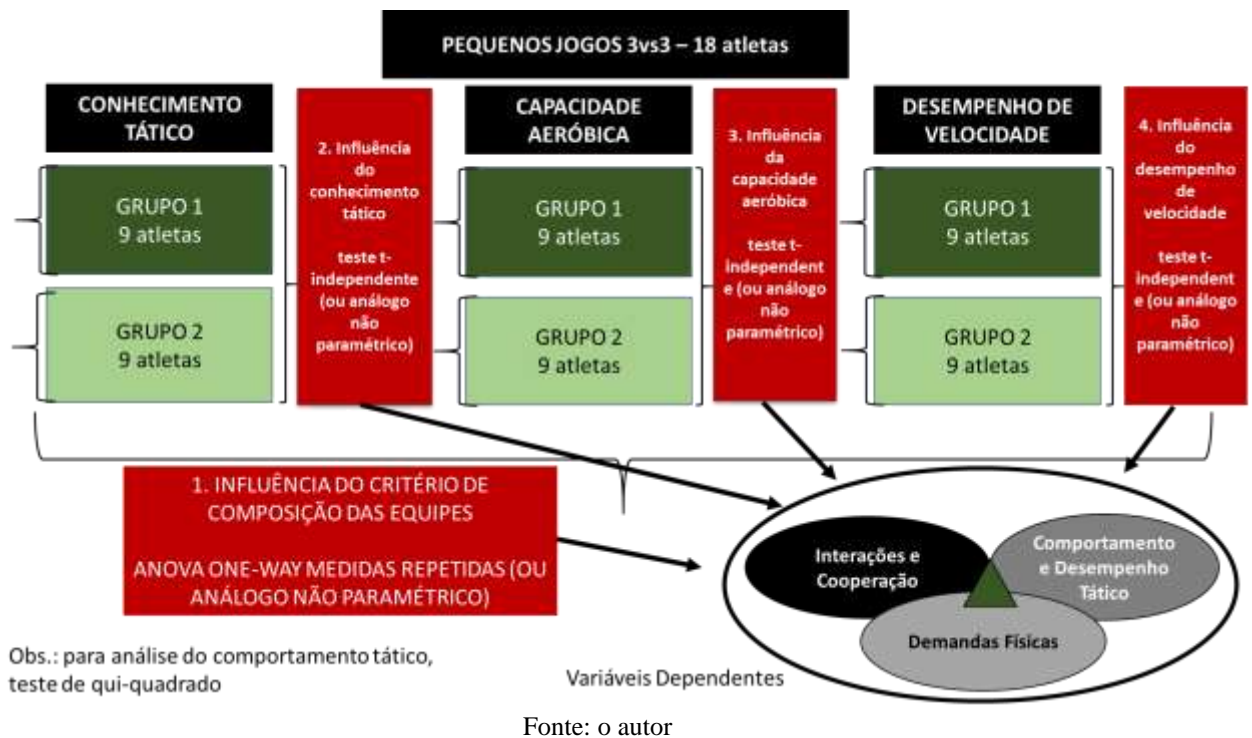 PEQUENOS JOGOS 3vs3 – 18 atletas
CONHECIMENTO
TÁTICO
GRUPO 1
9 atletas
GRUPO 2
9 atletas
2. Influência
do
conhecimento
tático
teste t-
independente
(ou análogo
não
paramétrico)
CAPACIDADE
AERÓBICA
GRUPO 1
9 atletas
GRUPO 2
9 atletas
3. Influência
da
capacidade
aeróbica
teste t-
independent
e (ou análogo
não
paramétrico)
DESEMPENHO DE
VELOCIDADE
GRUPO 1
9 atletas
GRUPO 2
9 atletas
4. Influência
do
desempenho
de
velocidade
teste t-
independent
e (ou análogo
não
paramétrico)
1. INFLUÊNCIA DO CRITÉRIO DE
COMPOSIÇÃO DAS EQUIPES
ANOVA ONE-WAY MEDIDAS REPETIDAS (OU
ANÁLOGO NÃO PARAMÉTRICO)
Interações e
Cooperação
Comportamento
e Desempenho
Tático
Demandas Físicas
Obs.: para análise do comportamento tático,
teste de qui-quadrado
Variáveis Dependentes
Fonte: o autor